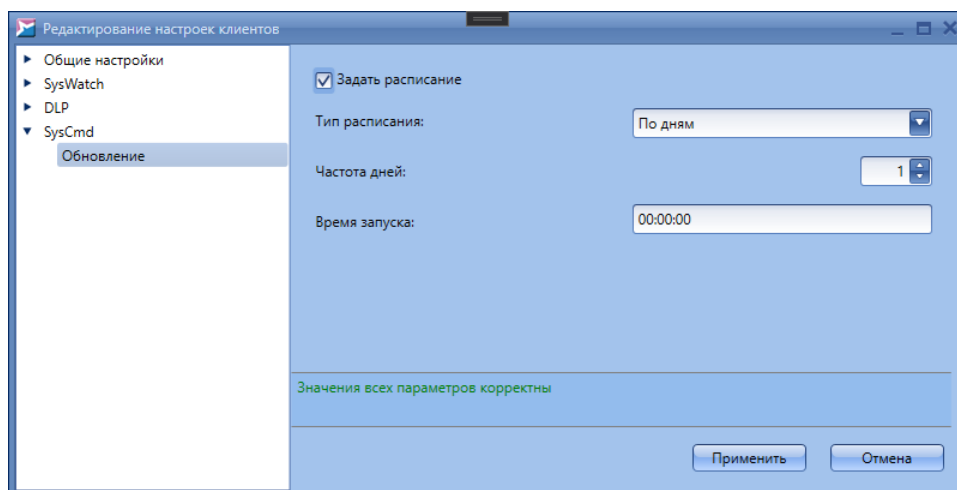 Редактирование настроек клиентов
Общие настройки
SysWatch
DLP
SysCmd
Обновление
Задать расписание
Тип расписания: По дням
Частота дней: 1
Время запуска: 00:00:00
Значения всех параметров корректны
Применить Отмена